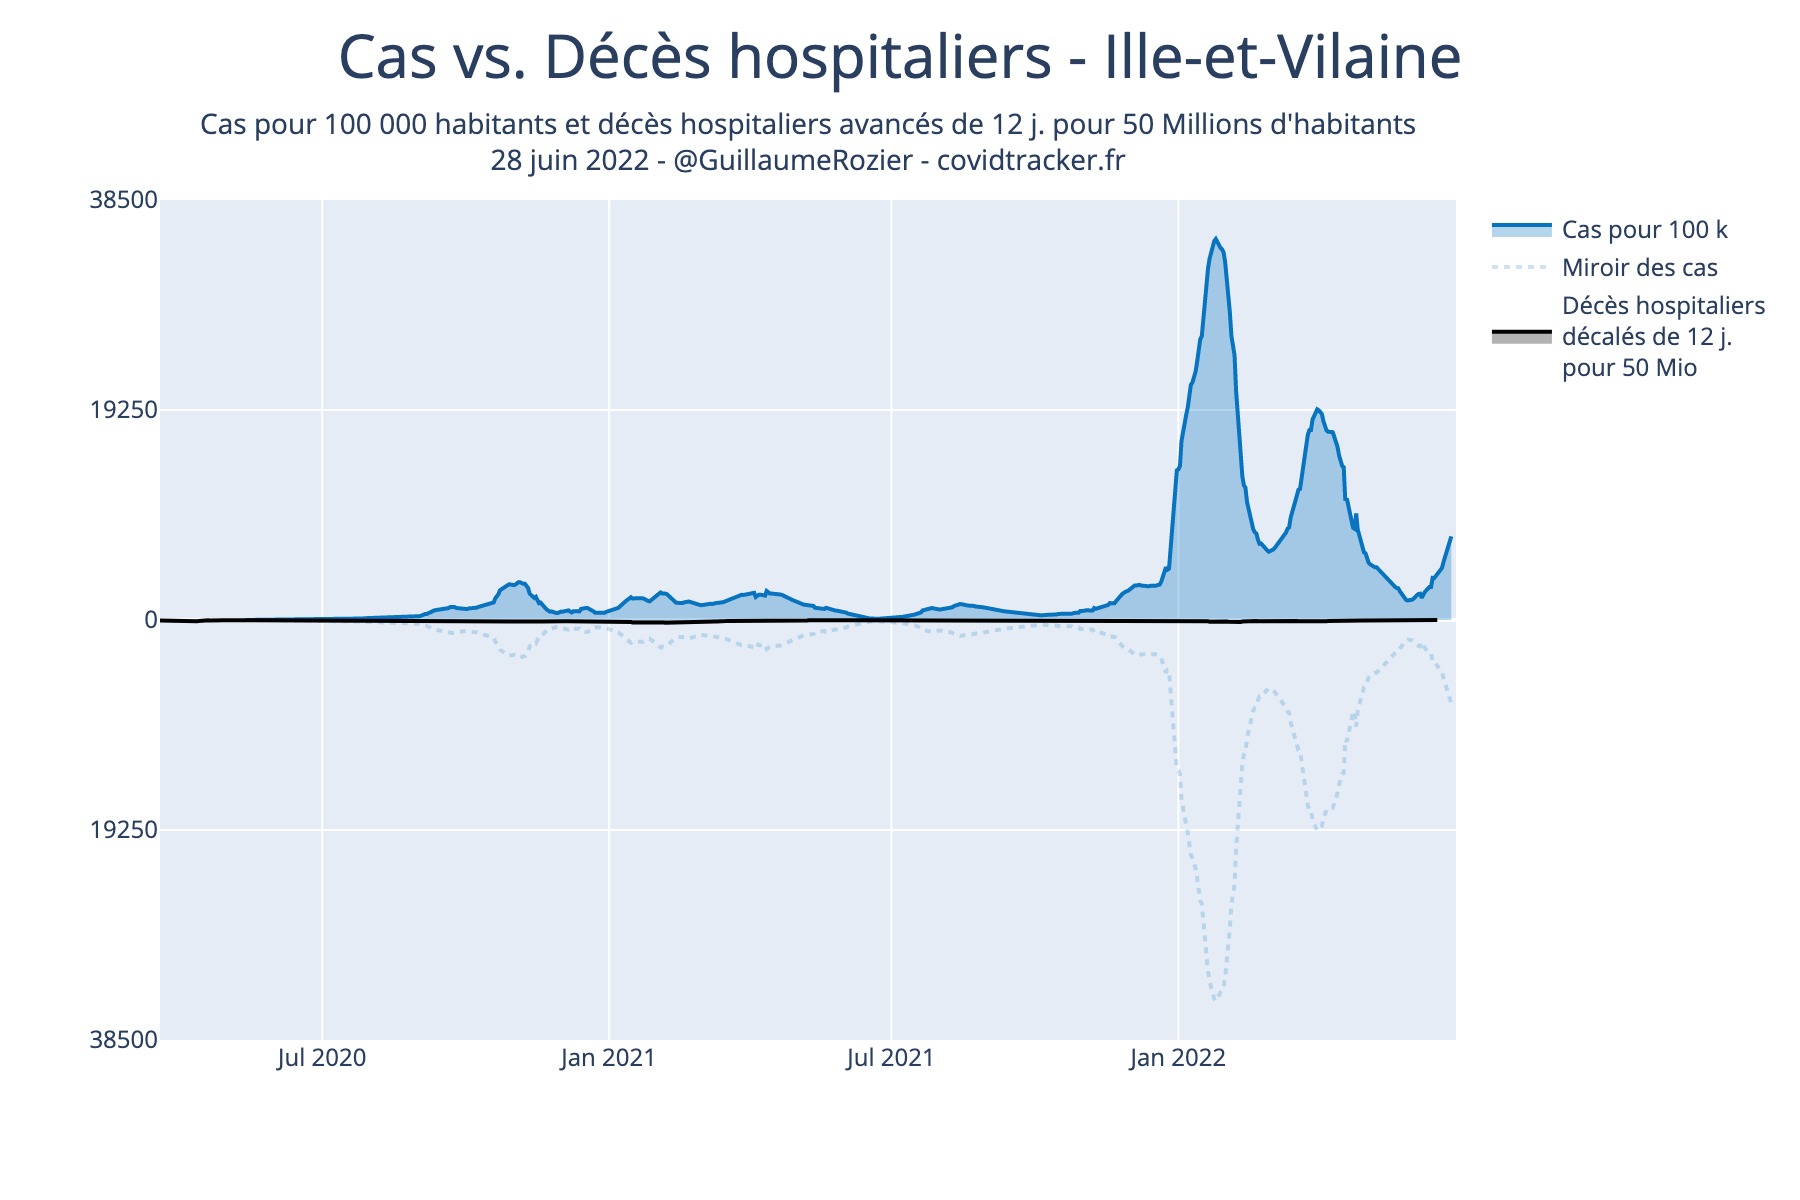 Cas vs. Décès hospitaliers - Ille-et-Vilaine
Cas pour 100 000 habitants et décès hospitaliers avancés de 12 j. pour 50 Millions d'habitants
28 juin 2022 - @GuillaumeRozier - covidtracker.fr
38500
19250
0
19250
38500
Jul 2020
Jan 2021
Jul 2021
Jan 2022
Cas pour 100 k
Miroir des cas
Décès hospitaliers
décalés de 12 j.
pour 50 Mio